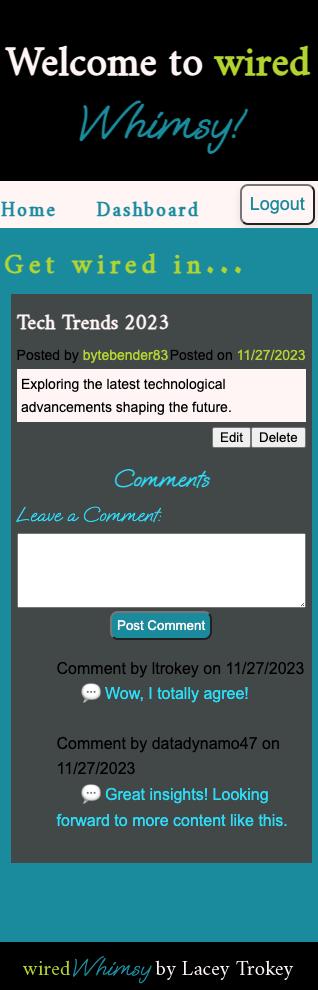 Welcome to wired
Whimsy!
Home Dashboard Logout
Get wired in...
Tech Trends 2023
Posted by bytebender83 Posted on 11/27/2023
Exploring the latest technological
advancements shaping the future.
Edit Delete
Comments
Leave a Comment:
Post Comment
Comment by ltrokey on 11/27/2023
💬 Wow, I totally agree!
Comment by datadynamo47 on
11/27/2023
💬 Great insights! Looking
forward to more content like this.
wiredWhimsy by Lacey Trokey